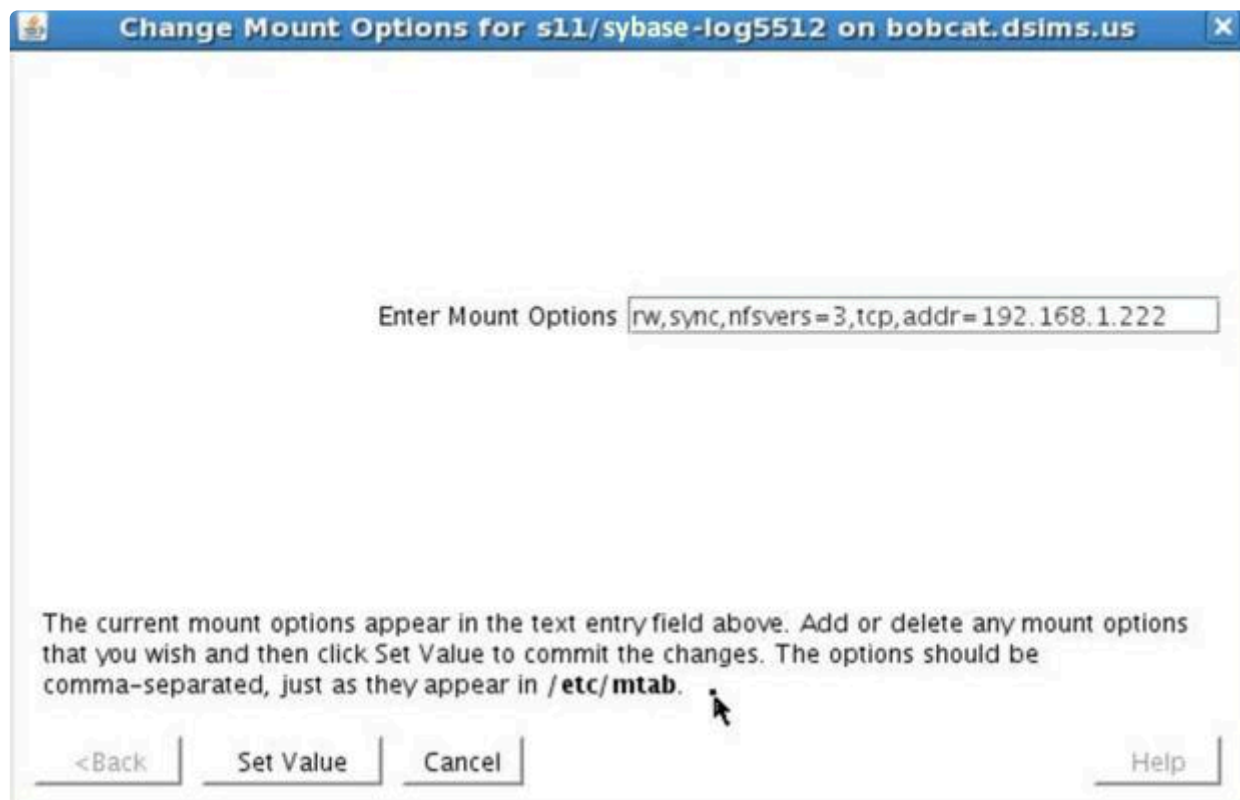 Change Mount Options for s11/sybase-log5512 on bobcat.dsims.us
Enter Mount Options rw,sync,nfsvers=3,tcp,addr=192.168.1.222
The current mount options appear in the text entry field above. Add or delete any mount options
that you wish and then click Set Value to commit the changes. The options should be
comma-separated, just as they appear in /etc/mtab.
<Back Set Value Cancel Help